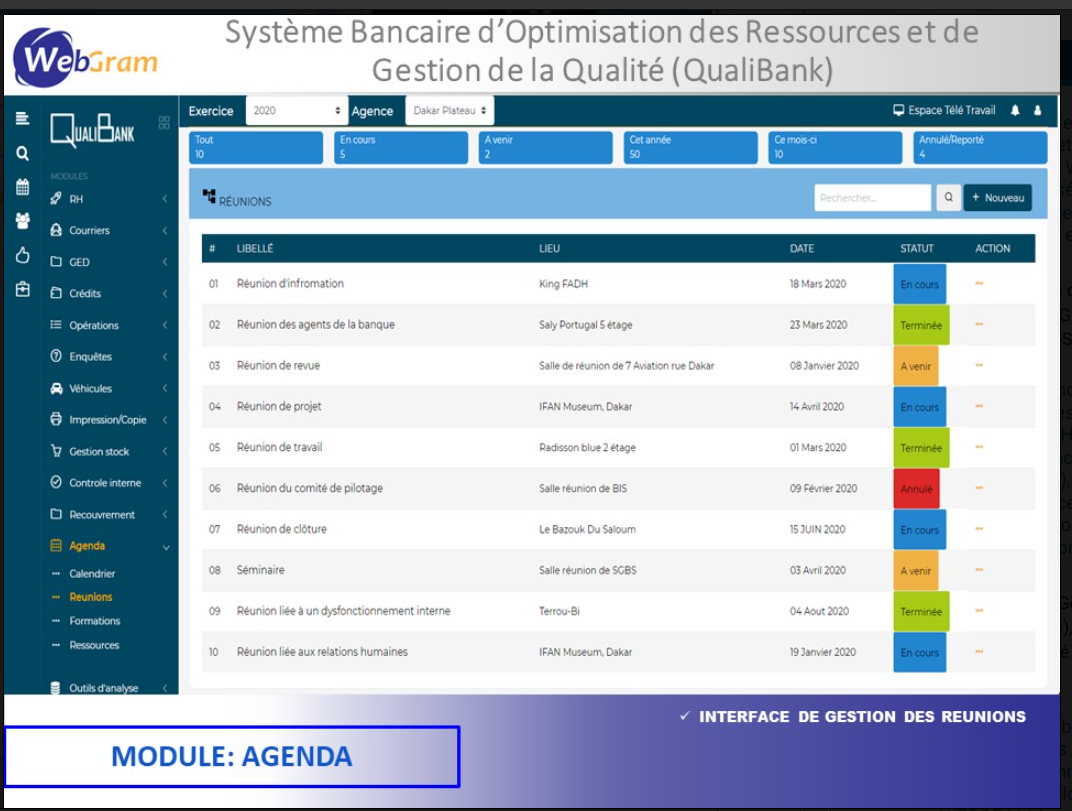 Système Bancaire d'Optimisation des Ressources et de
Gestion de la Qualité (QualiBank)
WebGram
QUALIBANK
MODULES
RH
Courriers
GED
Crédits
Opérations
Enquêtes
Véhicules
Impression/Copie
Gestion stock
Controle interne
Recouvrement
Agenda
Calendrier
Reunions
Formations
Ressources
Outils d'analyse
Exercice 2020 Agence Dakar Plateau Espace Télé Travail
Tout En cours A venir Cet année Ce mois-ci Annulé/Reporté
10 5 2 50 10 4
RÉUNIONS Rechercher... + Nouveau
# LIBELLÉ LIEU DATE STATUT ACTION
01 Réunion d'infromation King FADH 18 Mars 2020 En cours
02 Réunion des agents de la banque Saly Portugal 5 étage 23 Mars 2020 Terminée
03 Réunion de revue Salle de réunion de 7 Aviation rue Dakar 08 Janvier 2020 A venir
04 Réunion de projet IFAN Museum, Dakar 14 Avril 2020 En cours
05 Réunion de travail Radisson blue 2 étage 01 Mars 2020 Terminée
06 Réunion du comité de pilotage Salle réunion de BIS 09 Février 2020 Annulé
07 Réunion de clôture Le Bazouk Du Saloum 15 JUIN 2020 En cours
08 Séminaire Salle réunion de SGBS 03 Avril 2020 A venir
09 Réunion liée à un dysfonctionnement interne Terrou-Bi 04 Aout 2020 Terminée
10 Réunion liée aux relations humaines IFAN Museum, Dakar 19 Janvier 2020 En cours
✓ INTERFACE DE GESTION DES REUNIONS
MODULE: AGENDA